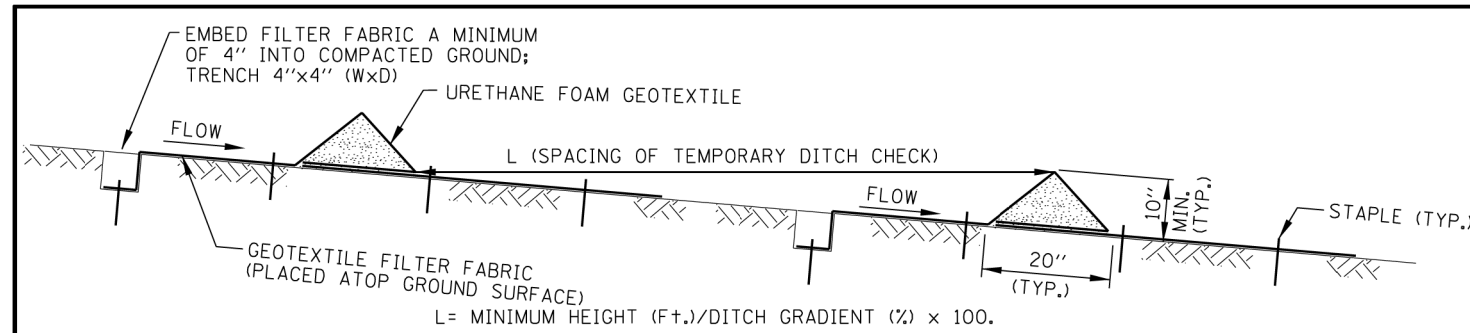 EMBED FILTER FABRIC A MINIMUM
OF 4" INTO COMPACTED GROUND;
TRENCH 4"x4" (WxD)
URETHANE FOAM GEOTEXTILE
FLOW
L (SPACING OF TEMPORARY DITCH CHECK)
FLOW
10"
MIN.
(TYP.)
STAPLE (TYP.)
GEOTEXTILE FILTER FABRIC
(PLACED ATOP GROUND SURFACE)
20"
(TYP.)
L= MINIMUM HEIGHT (Ft.)/DITCH GRADIENT (%) x 100.